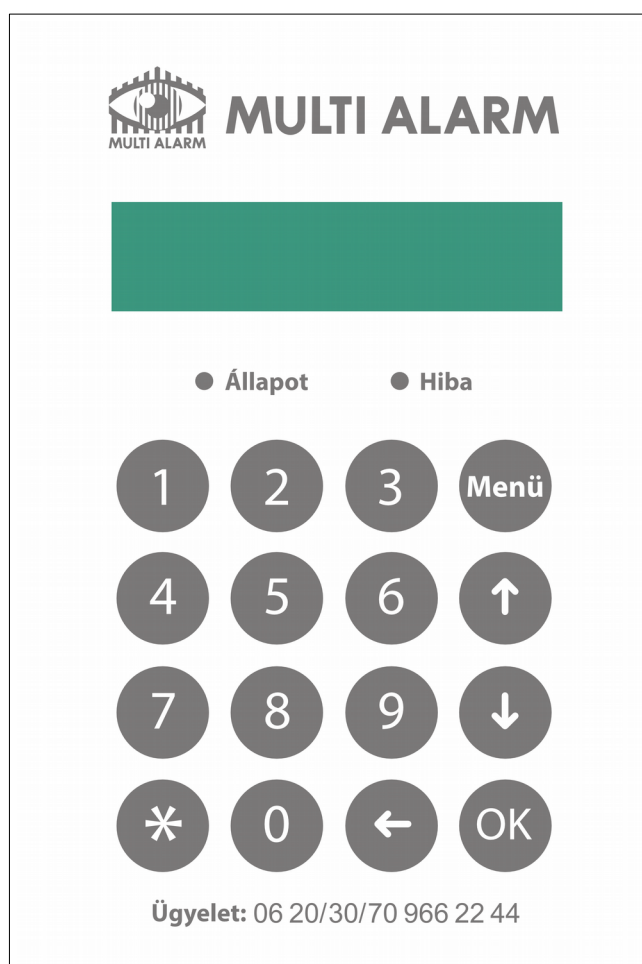 MULTI ALARM
MULTI ALARM
Állapot Hiba
1 2 3 Menü
4 5 6 ↑
7 8 9 ↓
* 0 ← OK
Ügyelet: 06 20/30/70 966 22 44